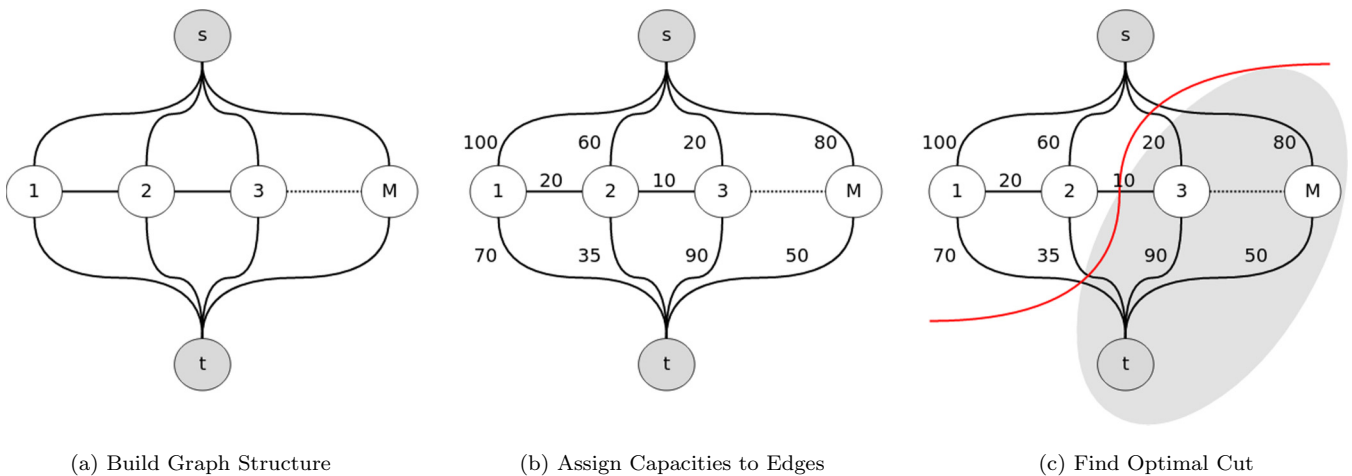 s s s
100 60 20 80 100 60 20 80
1 2 3 M 1 20 2 10 3 M 1 20 2 10 3 M
70 35 90 50 70 35 90 50
t t t
(a) Build Graph Structure (b) Assign Capacities to Edges (c) Find Optimal Cut